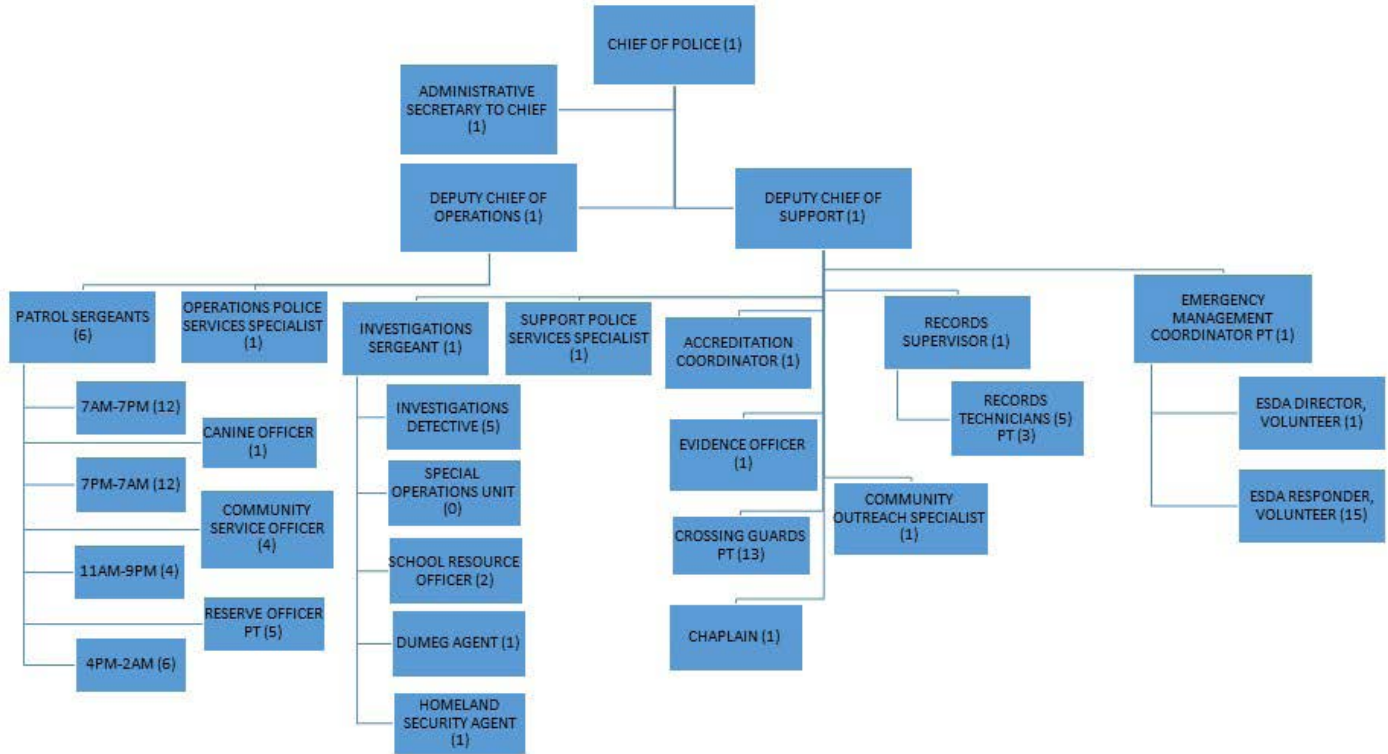 CHIEF OF POLICE (1)
ADMINISTRATIVE
SECRETARY TO CHIEF
(1)
DEPUTY CHIEF OF
OPERATIONS (1)
DEPUTY CHIEF OF
SUPPORT (1)
PATROL SERGEANTS
(6)
OPERATIONS POLICE
SERVICES SPECIALIST
(1)
INVESTIGATIONS
SERGEANT (1)
SUPPORT POLICE
SERVICES SPECIALIST
(1)
ACCREDITATION
COORDINATOR (1)
RECORDS
SUPERVISOR (1)
EMERGENCY
MANAGEMENT
COORDINATOR PT (1)
7AM-7PM (12)
CANINE OFFICER
(1)
7PM-7AM (12)
COMMUNITY
SERVICE OFFICER
(4)
11AM-9PM (4)
RESERVE OFFICER
PT (5)
4PM-2AM (6)
INVESTIGATIONS
DETECTIVE (5)
SPECIAL
OPERATIONS UNIT
(0)
SCHOOL RESOURCE
OFFICER (2)
DUMEG AGENT (1)
HOMELAND
SECURITY AGENT
(1)
EVIDENCE OFFICER
(1)
CROSSING GUARDS
PT (13)
CHAPLAIN (1)
RECORDS
TECHNICIANS (5)
PT (3)
COMMUNITY
OUTREACH SPECIALIST
(1)
ESDA DIRECTOR,
VOLUNTEER (1)
ESDA RESPONDER,
VOLUNTEER (15)